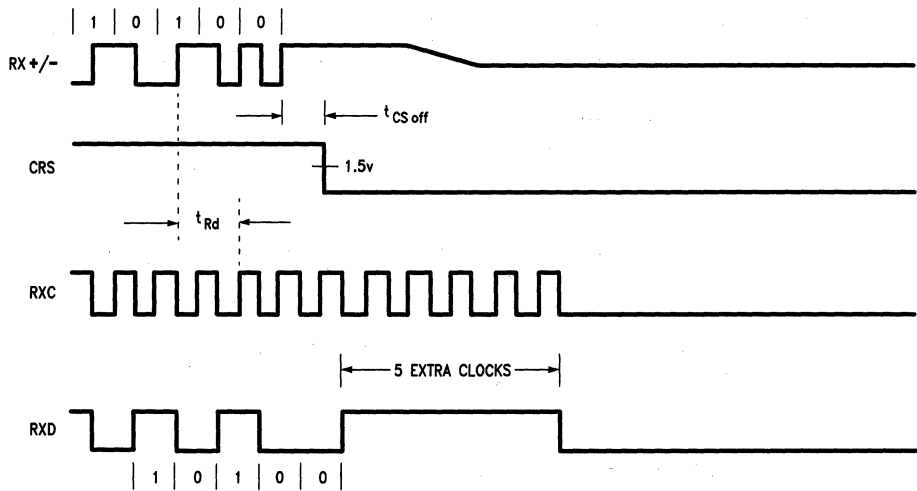 1 0 1 0 0
RX +/-
t CS off
CRS
1.5v
t Rd
RXC
5 EXTRA CLOCKS
RXD
1 0 1 0 0